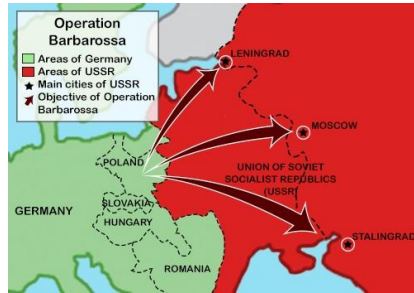 Operation
Barbarossa
Areas of Germany
Areas of USSR
Main cities of USSR
Objective of Operation
Barbarossa
LENINGRAD
MOSCOW
POLAND
UNION OF SOVIET
SOCIALIST REPUBLICS
(USSR)
SLOVAKIA
GERMANY
HUNGARY
STALINGRAD
ROMANIA